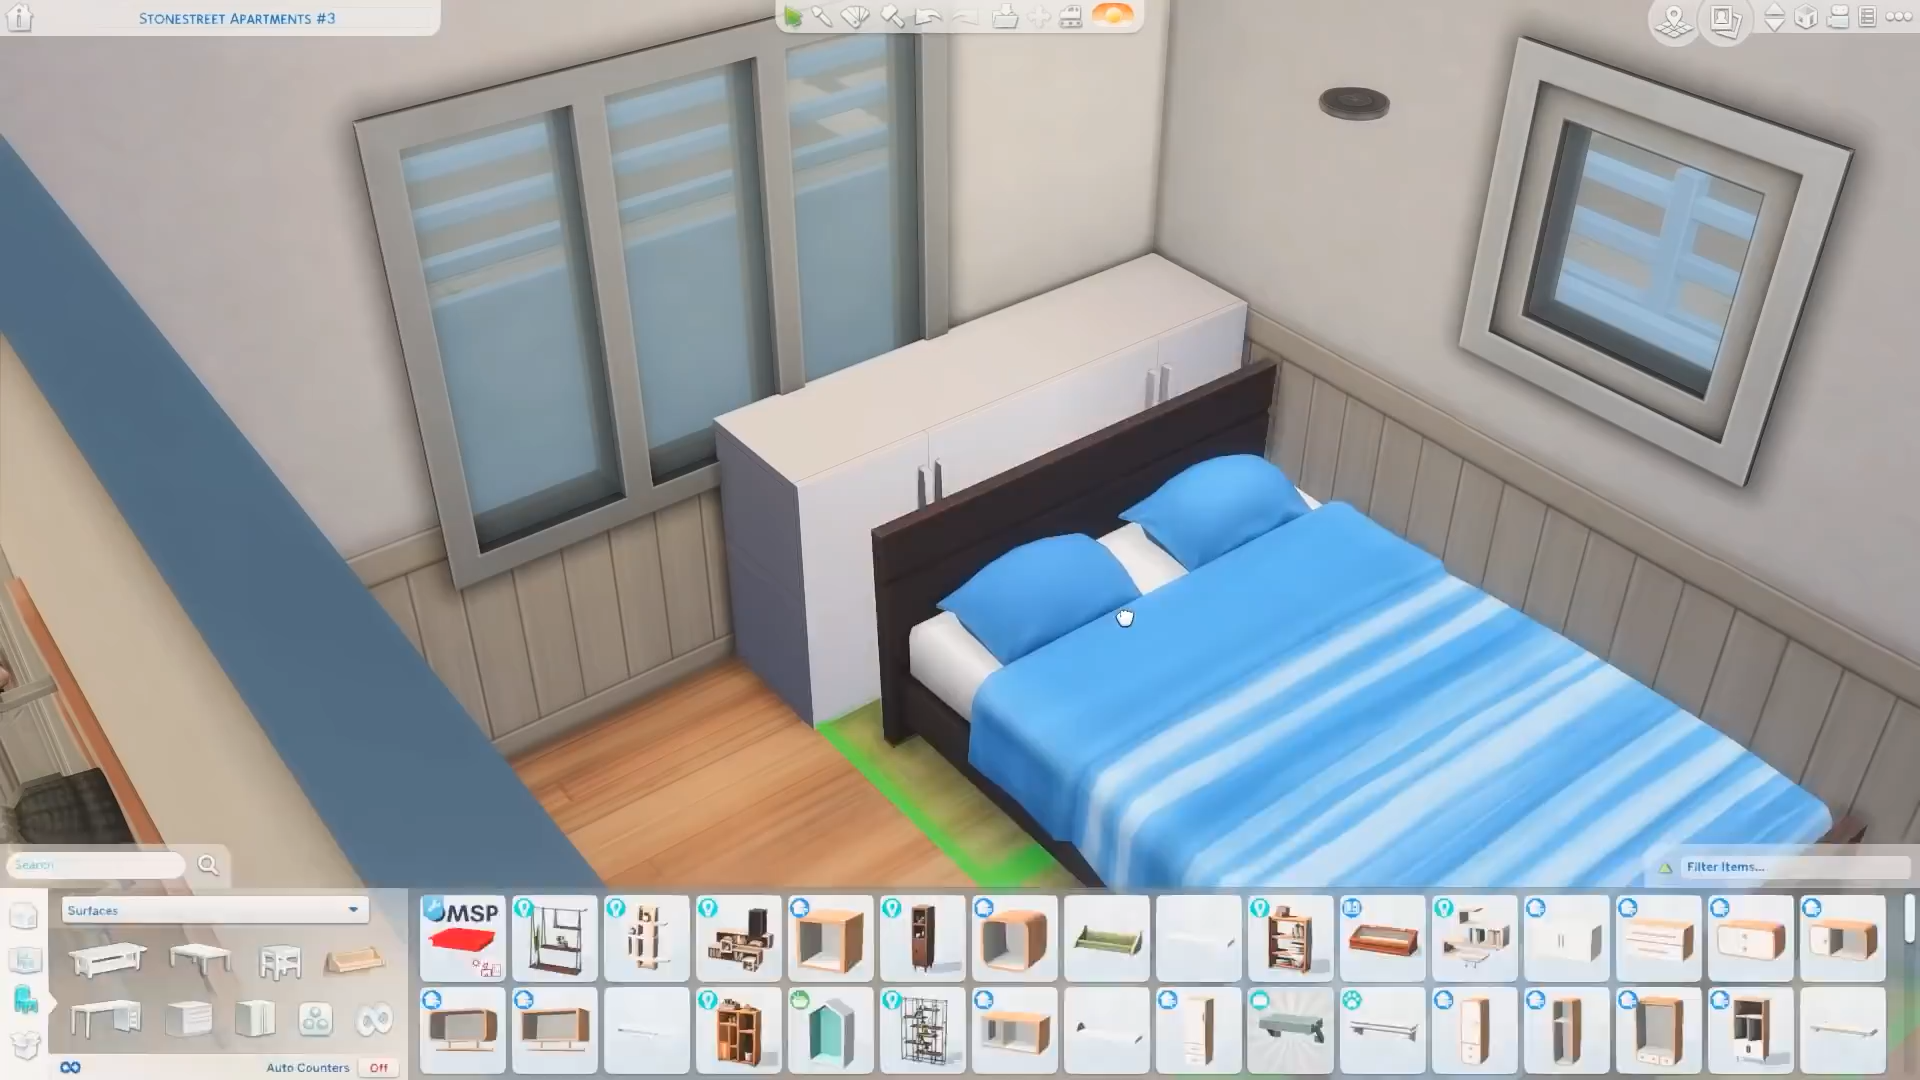 STONESTREET APARTMENTS #3
Search
Filter Items...
Surfaces
MSP
Auto Counters
Off